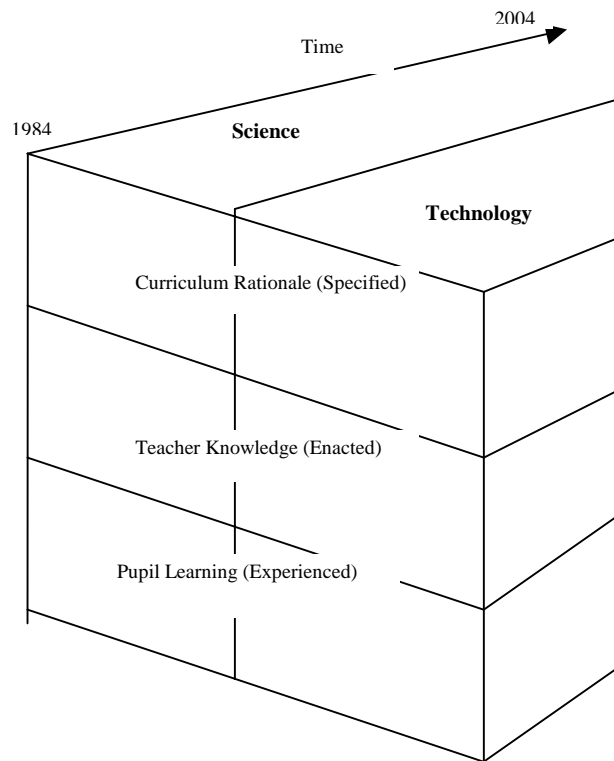 2004
Time
1984
Science
Technology
Curriculum Rationale (Specified)
Teacher Knowledge (Enacted)
Pupil Learning (Experienced)